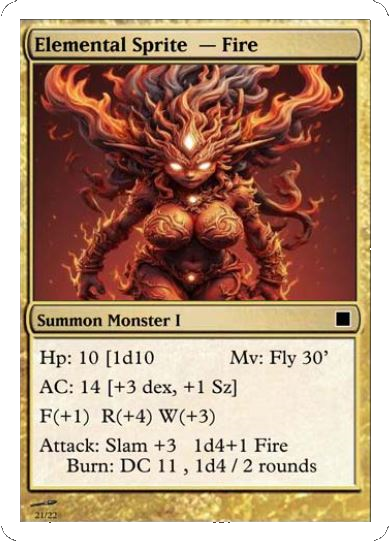 Elemental Sprite — Fire
Summon Monster I
Hp: 10 [1d10 Mv: Fly 30’
AC: 14 [+3 dex, +1 Sz]
F(+1) R(+4) W(+3)
Attack: Slam +3 1d4+1 Fire
Burn: DC 11 , 1d4 / 2 rounds
21/22